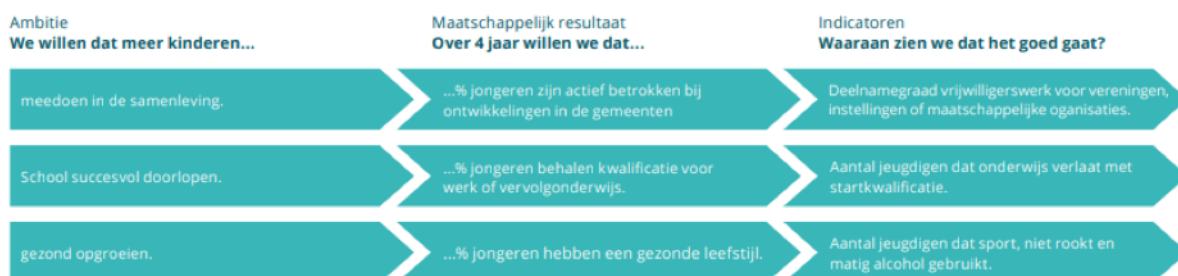 Ambitie
We willen dat meer kinderen...
Maatschappelijk resultaat
Over 4 jaar willen we dat...
Indicatoren
Waaraan zien we dat het goed gaat?
meedoen in de samenleving.
...% jongeren zijn actief betrokken bij
ontwikkelingen in de gemeenten
Deelnamegraad vrijwilligerswerk voor vereningen,
instellingen of maatschappelijke oganisaties.
School succesvol doorlopen.
...% jongeren behalen kwalificatie voor
werk of vervolgonderwijs.
Aantal jeugdigen dat onderwijs verlaat met
startkwalificatie.
gezond opgroeien.
...% jongeren hebben een gezonde leefstijl.
Aantal jeugdigen dat sport, niet rookt en
matig alcohol gebruikt.